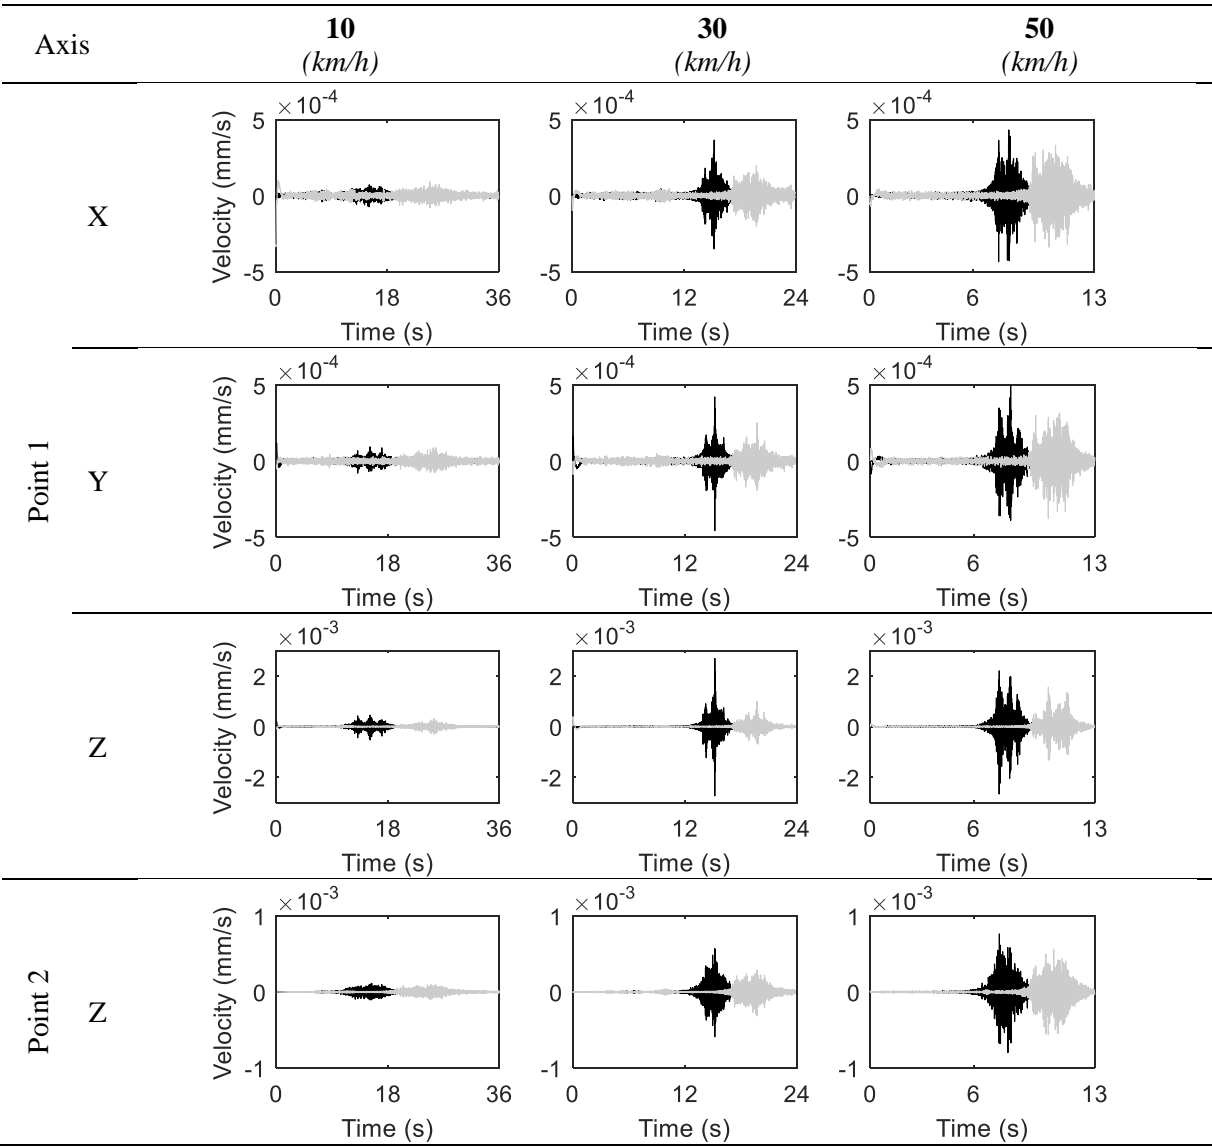 Axis 10 30 50
(km/h) (km/h) (km/h)
×10-4 ×10-4 ×10-4
5 5 5
Velocity (mm/s)
0 0 0
X
-5 -5 -5
0 18 36 0 12 24 0 6 13
Time (s) Time (s) Time (s)
Point 1
×10-4 ×10-4 ×10-4
5 5 5
Velocity (mm/s)
0 0 0
Y
-5 -5 -5
0 18 36 0 12 24 0 6 13
Time (s) Time (s) Time (s)
×10-3 ×10-3 ×10-3
2 2 2
Velocity (mm/s)
0 0 0
Z
-2 -2 -2
0 18 36 0 12 24 0 6 13
Time (s) Time (s) Time (s)
Point 2
×10-3 ×10-3 ×10-3
1 1 1
Velocity (mm/s)
0 0 0
Z
-1 -1 -1
0 18 36 0 12 24 0 6 13
Time (s) Time (s) Time (s)